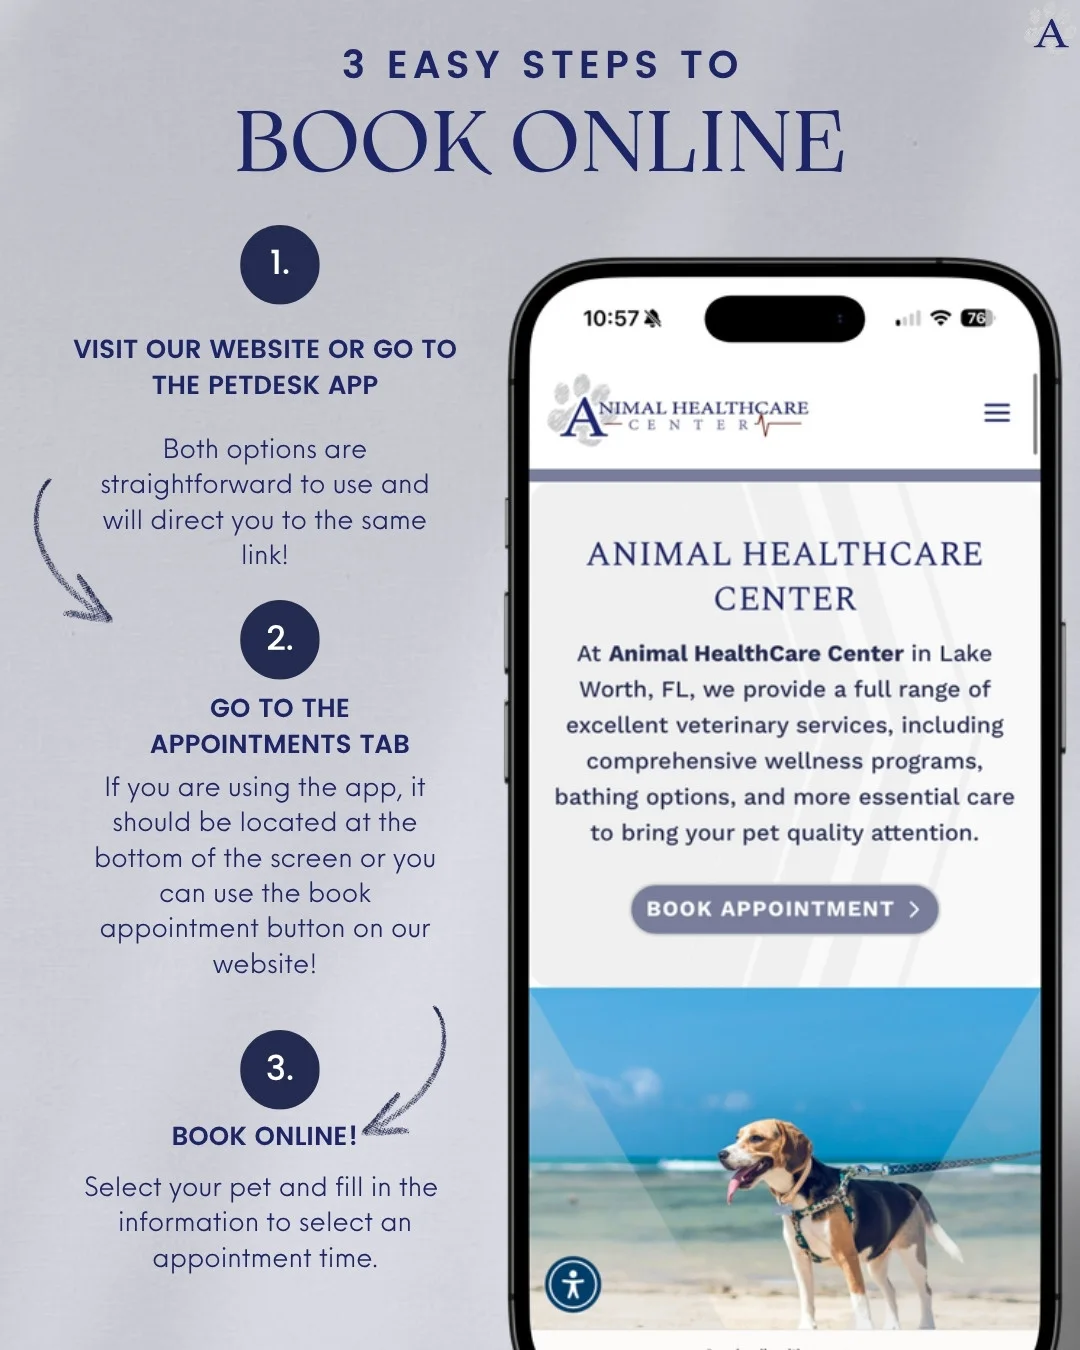 A
3 EASY STEPS TO
BOOK ONLINE
1.
VISIT OUR WEBSITE OR GO TO
THE PETDESK APP
Both options are
straightforward to use and
will direct you to the same
link!
2.
GO TO THE
APPOINTMENTS TAB
If you are using the app, it
should be located at the
bottom of the screen or you
can use the book
appointment button on our
website!
3.
BOOK ONLINE!
Select your pet and fill in the
information to select an
appointment time.
10:57
76
ANIMAL HEALTHCARE
CENTER
ANIMAL HEALTHCARE
CENTER
At Animal HealthCare Center in Lake
Worth, FL, we provide a full range of
excellent veterinary services, including
comprehensive wellness programs,
bathing options, and more essential care
to bring your pet quality attention.
BOOK APPOINTMENT >